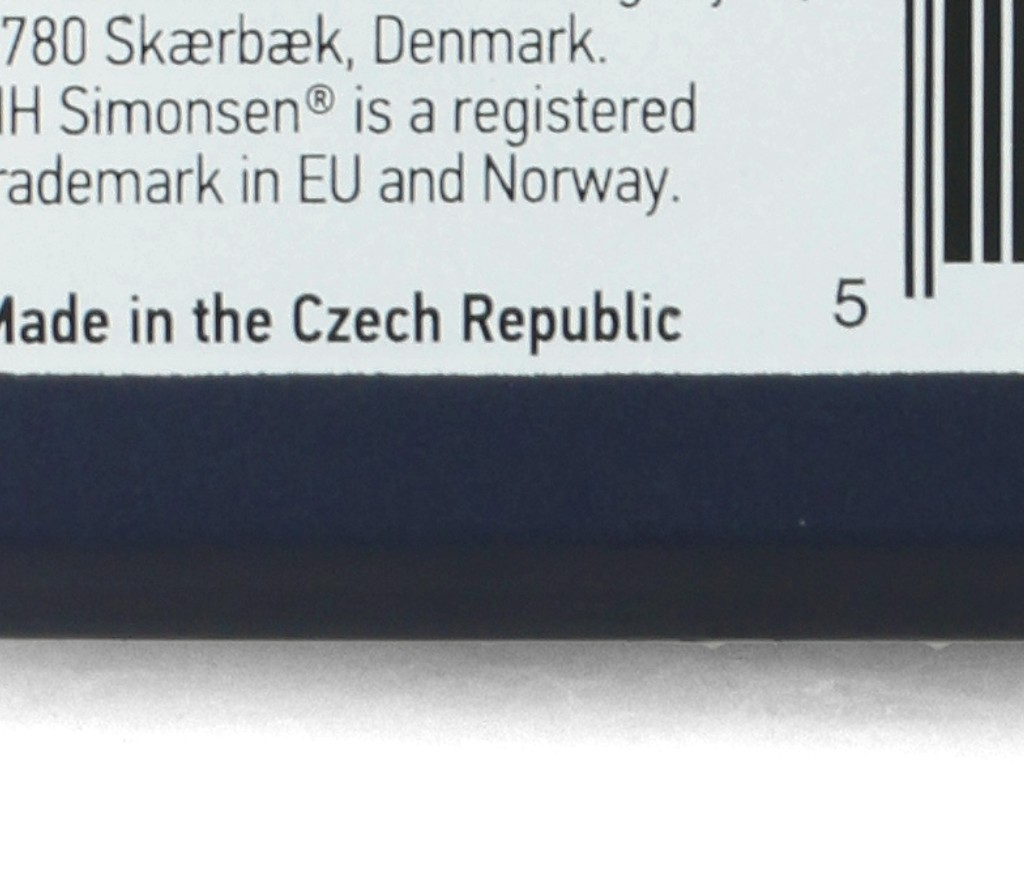 780 Skærbæk, Denmark.
IH Simonsen® is a registered
rademark in EU and Norway.
Made in the Czech Republic
5